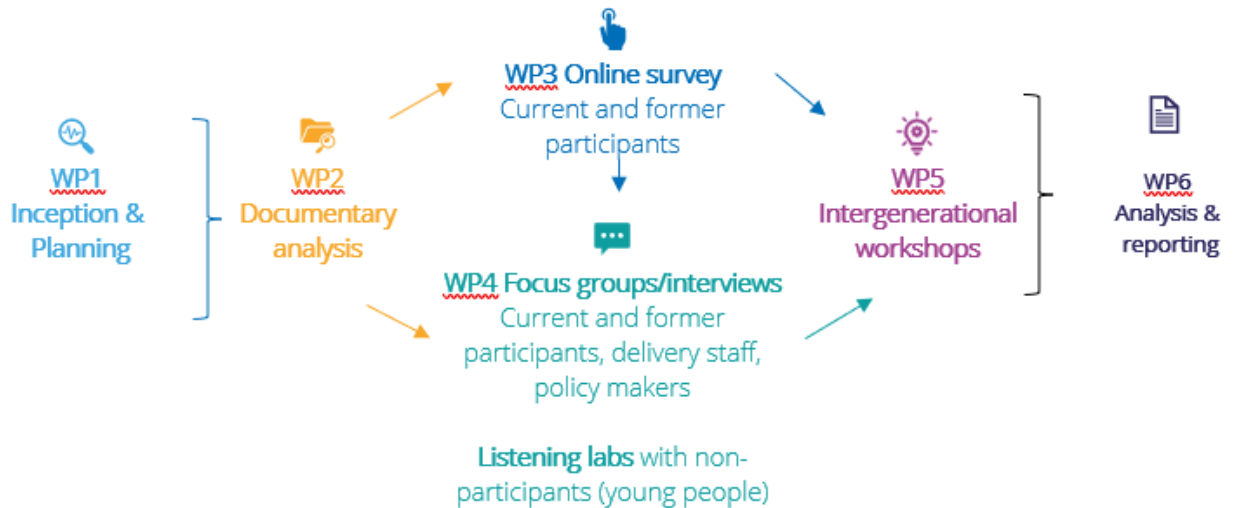 WP1
Inception &
Planning
WP2
Documentary
analysis
WP3 Online survey
Current and former
participants
WP4 Focus groups/interviews
Current and former
participants, delivery staff,
policy makers
Listening labs with non-
participants (young people)
WP5
Intergenerational
workshops
WP6
Analysis &
reporting